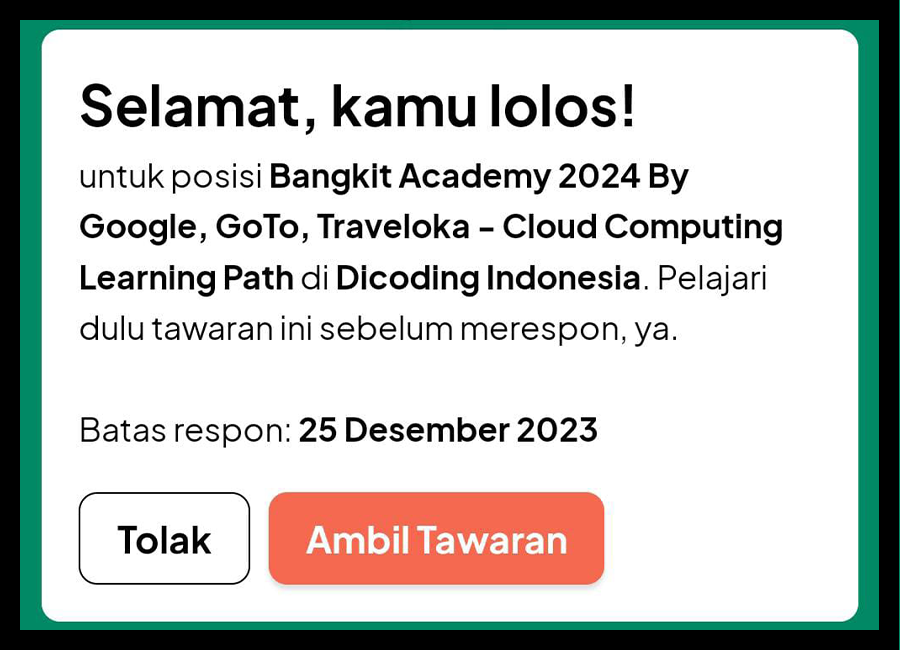 Selamat, kamu lolos!
untuk posisi Bangkit Academy 2024 By
Google, GoTo, Traveloka – Cloud Computing
Learning Path di Dicoding Indonesia. Pelajari
dulu tawaran ini sebelum merespon, ya.
Batas respon: 25 Desember 2023
Tolak
Ambil Tawaran